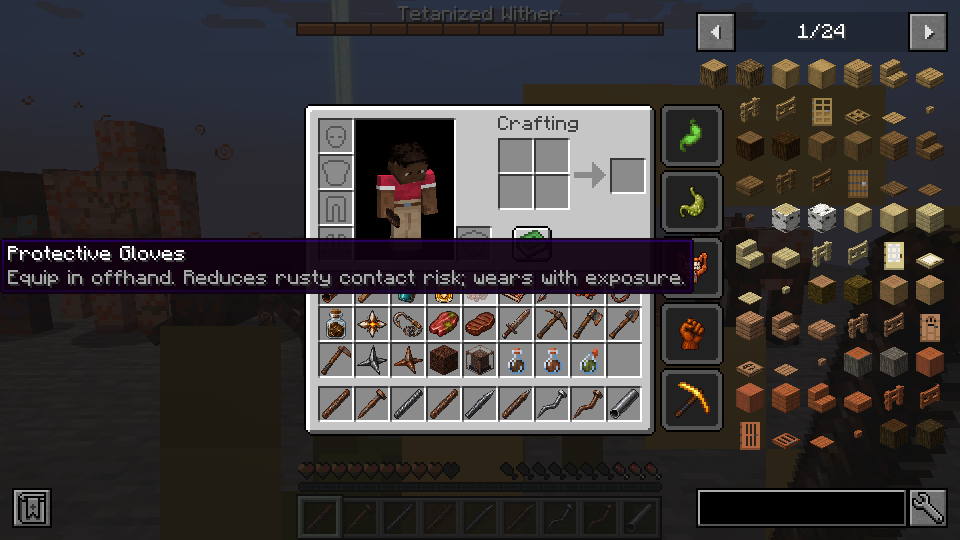 Tetanized Wither
1/24
Crafting
Protective Gloves
Equip in offhand. Reduces rusty contact risk; wears with exposure.